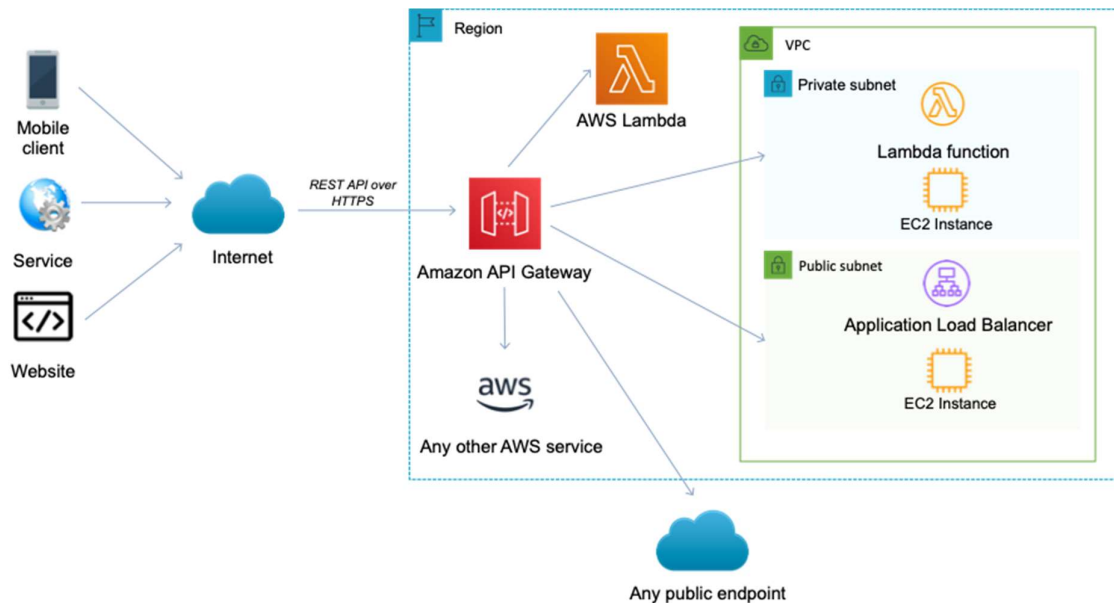 Mobile
client
Service
Website
Internet
REST API over
HTTPS
Region
AWS Lambda
Amazon API Gateway
aws
Any other AWS service
Any public endpoint
VPC
Private subnet
Lambda function
EC2 Instance
Public subnet
Application Load Balancer
EC2 Instance